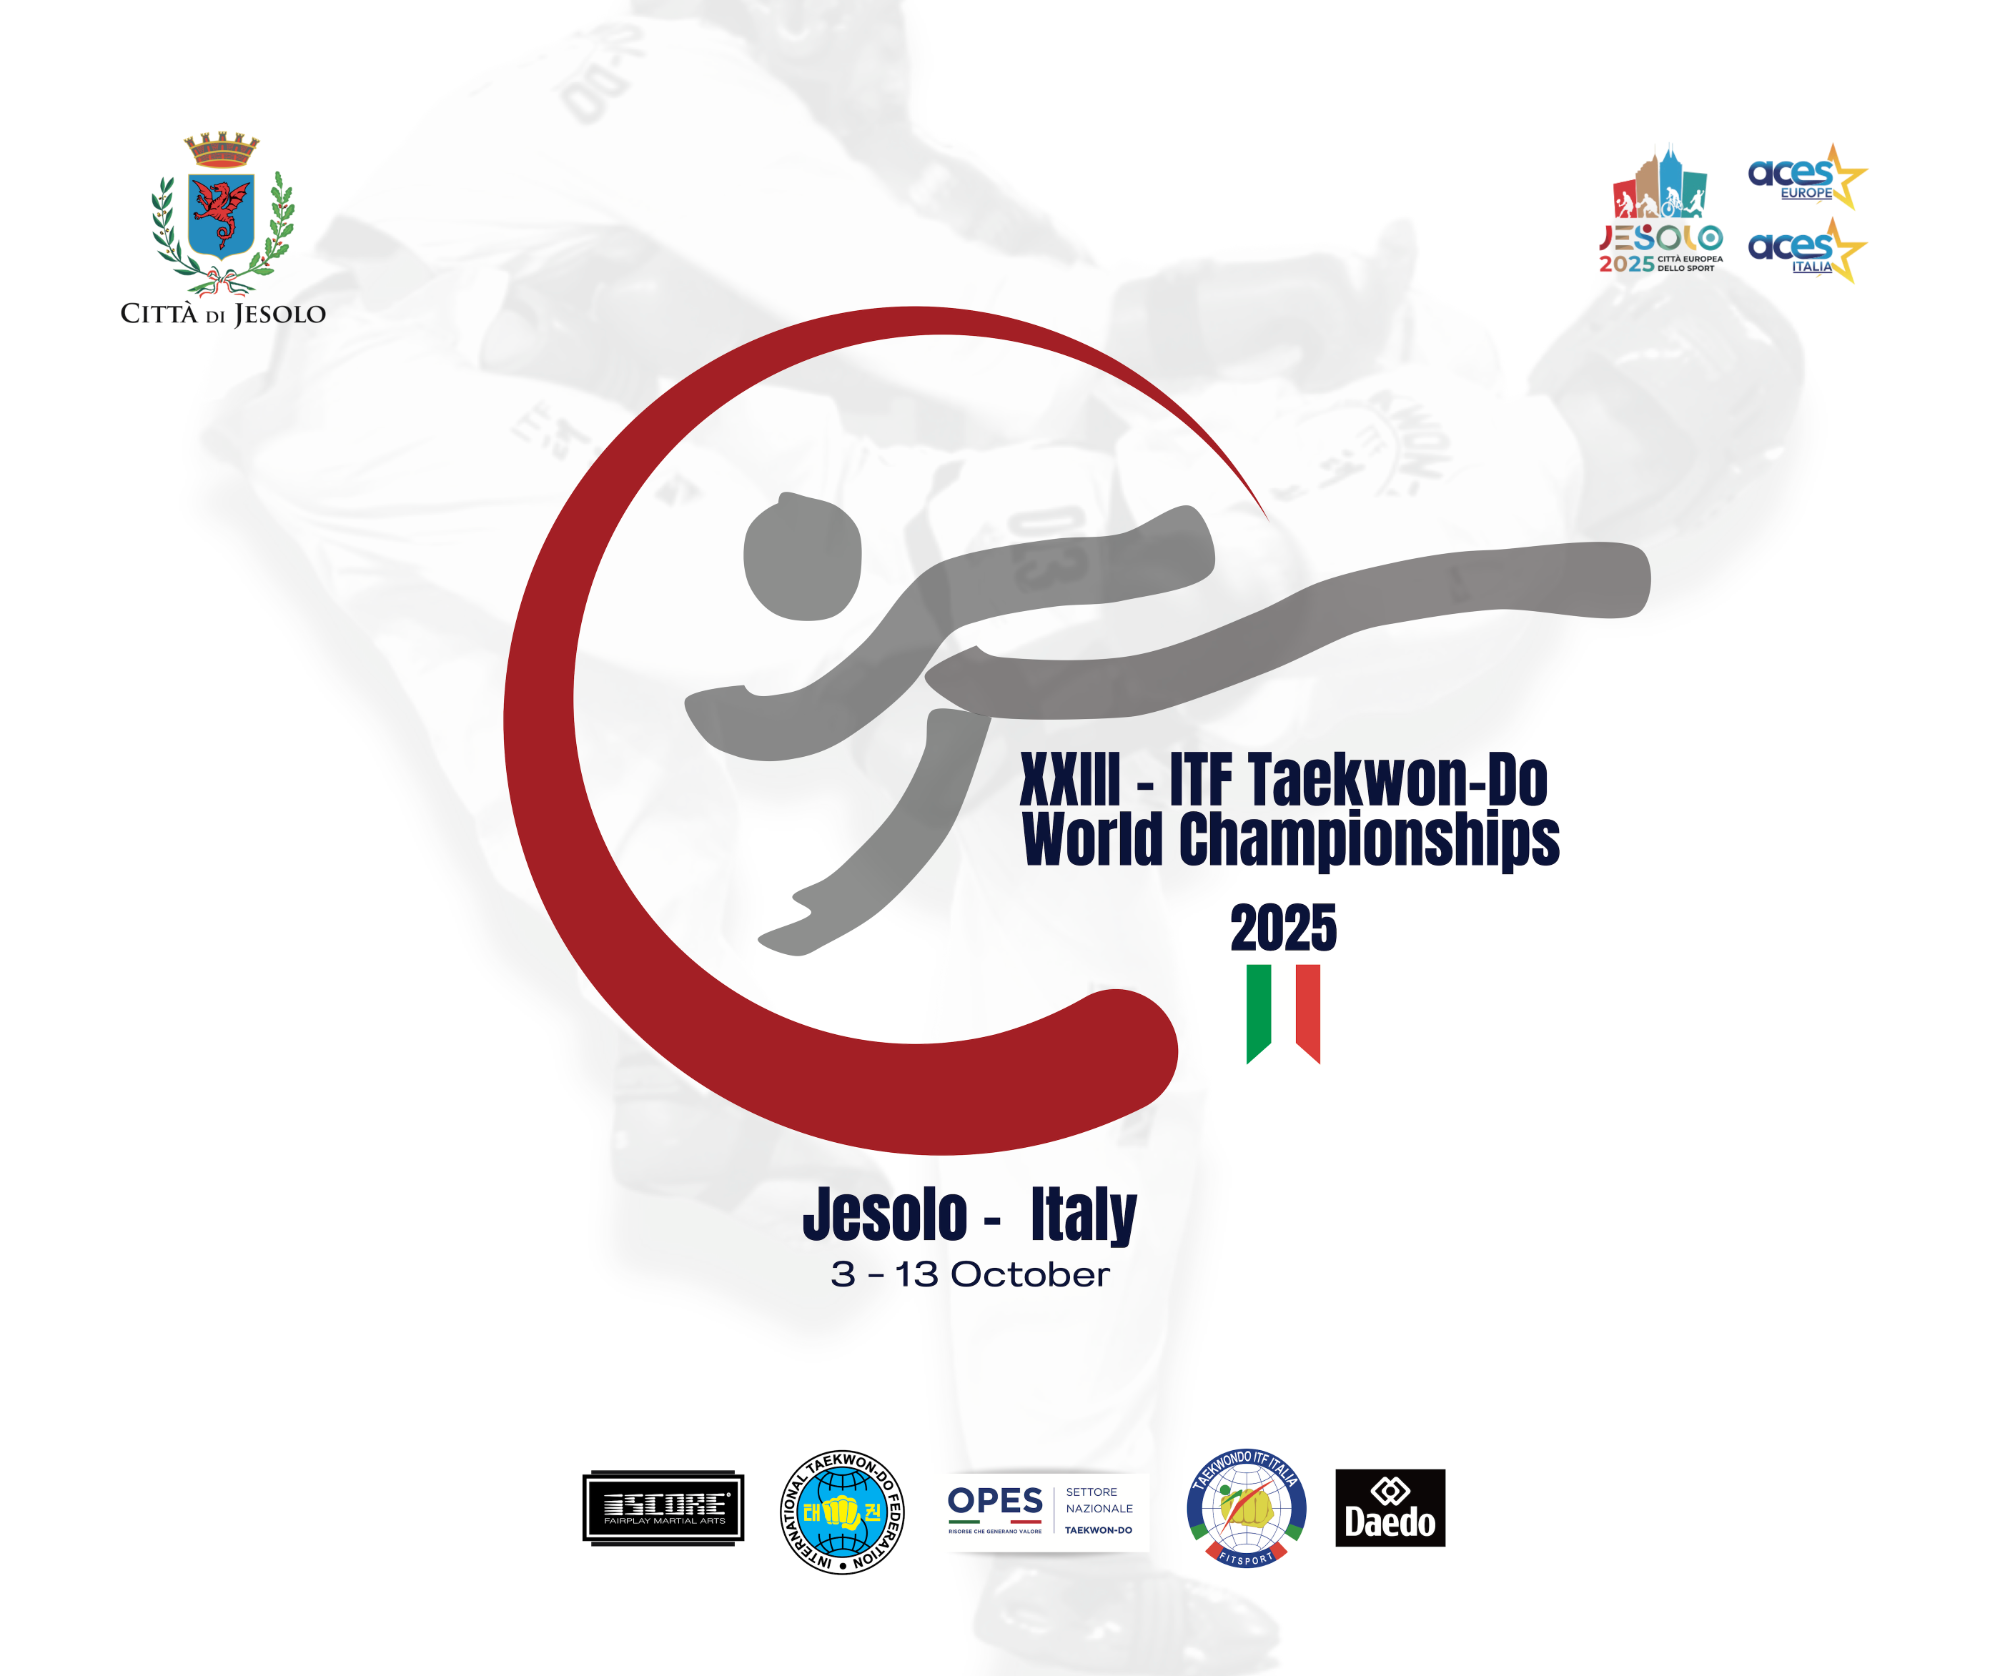 CITTÀ DI JESOLO
JESOLO
2025 CITTÀ EUROPEA
DELLO SPORT
aces
EUROPE
aces
ITALIA
XXIII - ITF Taekwon-Do
World Championships
2025
Jesolo - Italy
3 - 13 October
ISCORE
FAIRPLAY MARTIAL ARTS
INTERNATIONAL TAEKWON-DO FEDERATION
태 권
OPES
RISORSE CHE GENERANO VALORE
SETTORE
NAZIONALE
TAEKWON-DO
TAEKWONDO ITF ITALIA
FITSPORT
Daedo